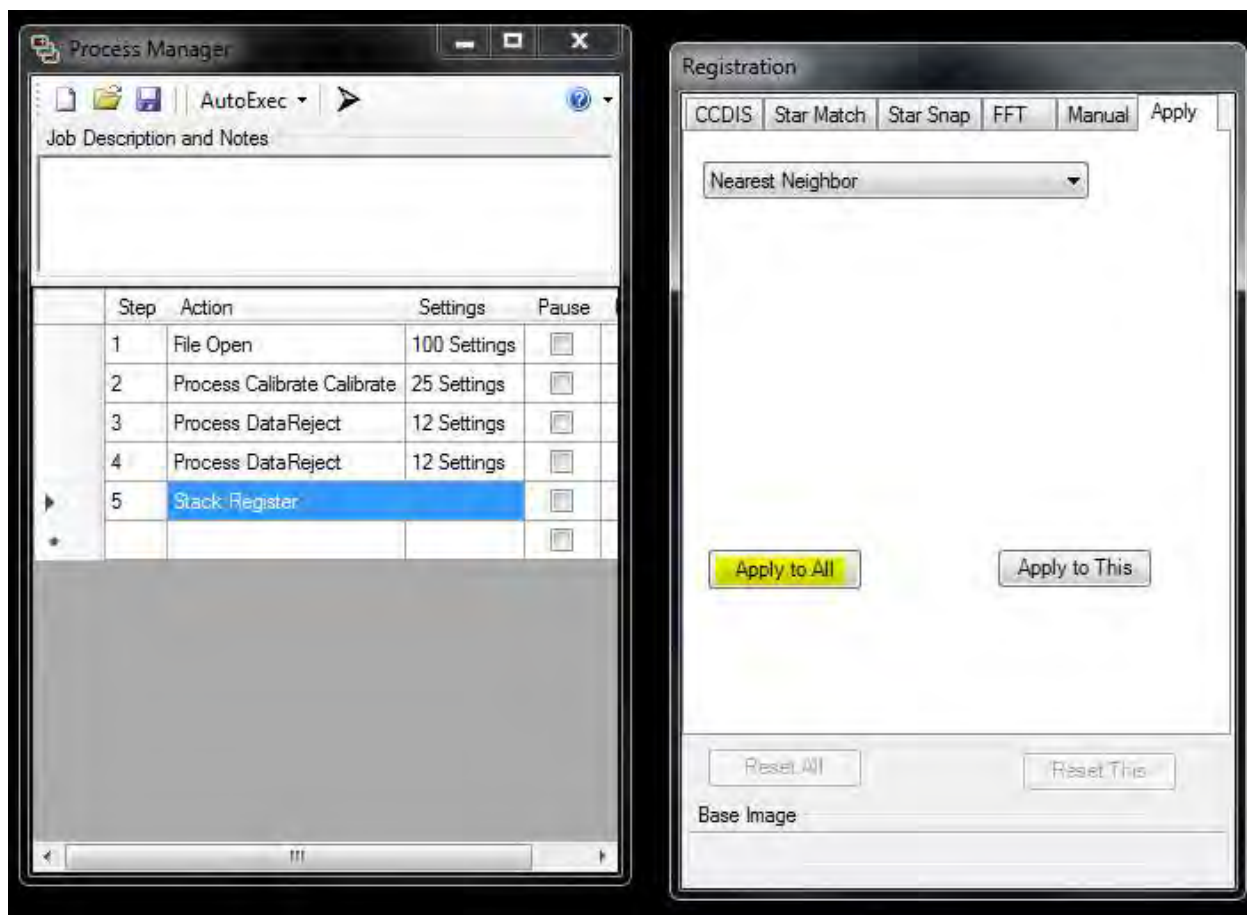 Process Manager
AutoExec
Job Description and Notes
Step Action Settings Pause
1 File Open 100 Settings
2 Process Calibrate Calibrate 25 Settings
3 Process DataReject 12 Settings
4 Process DataReject 12 Settings
5 Stack Register
Registration
CCDIS Star Match Star Snap FFT Manual Apply
Nearest Neighbor
Apply to All Apply to This
Reset All Reset This
Base Image